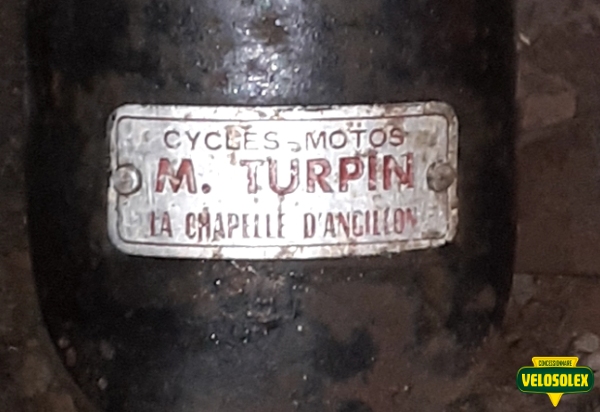 CYCLES-MOTOS
M. TURPIN
LA CHAPELLE D'ANGILLON
CONCESSIONNAIRE
VELOSOLEX